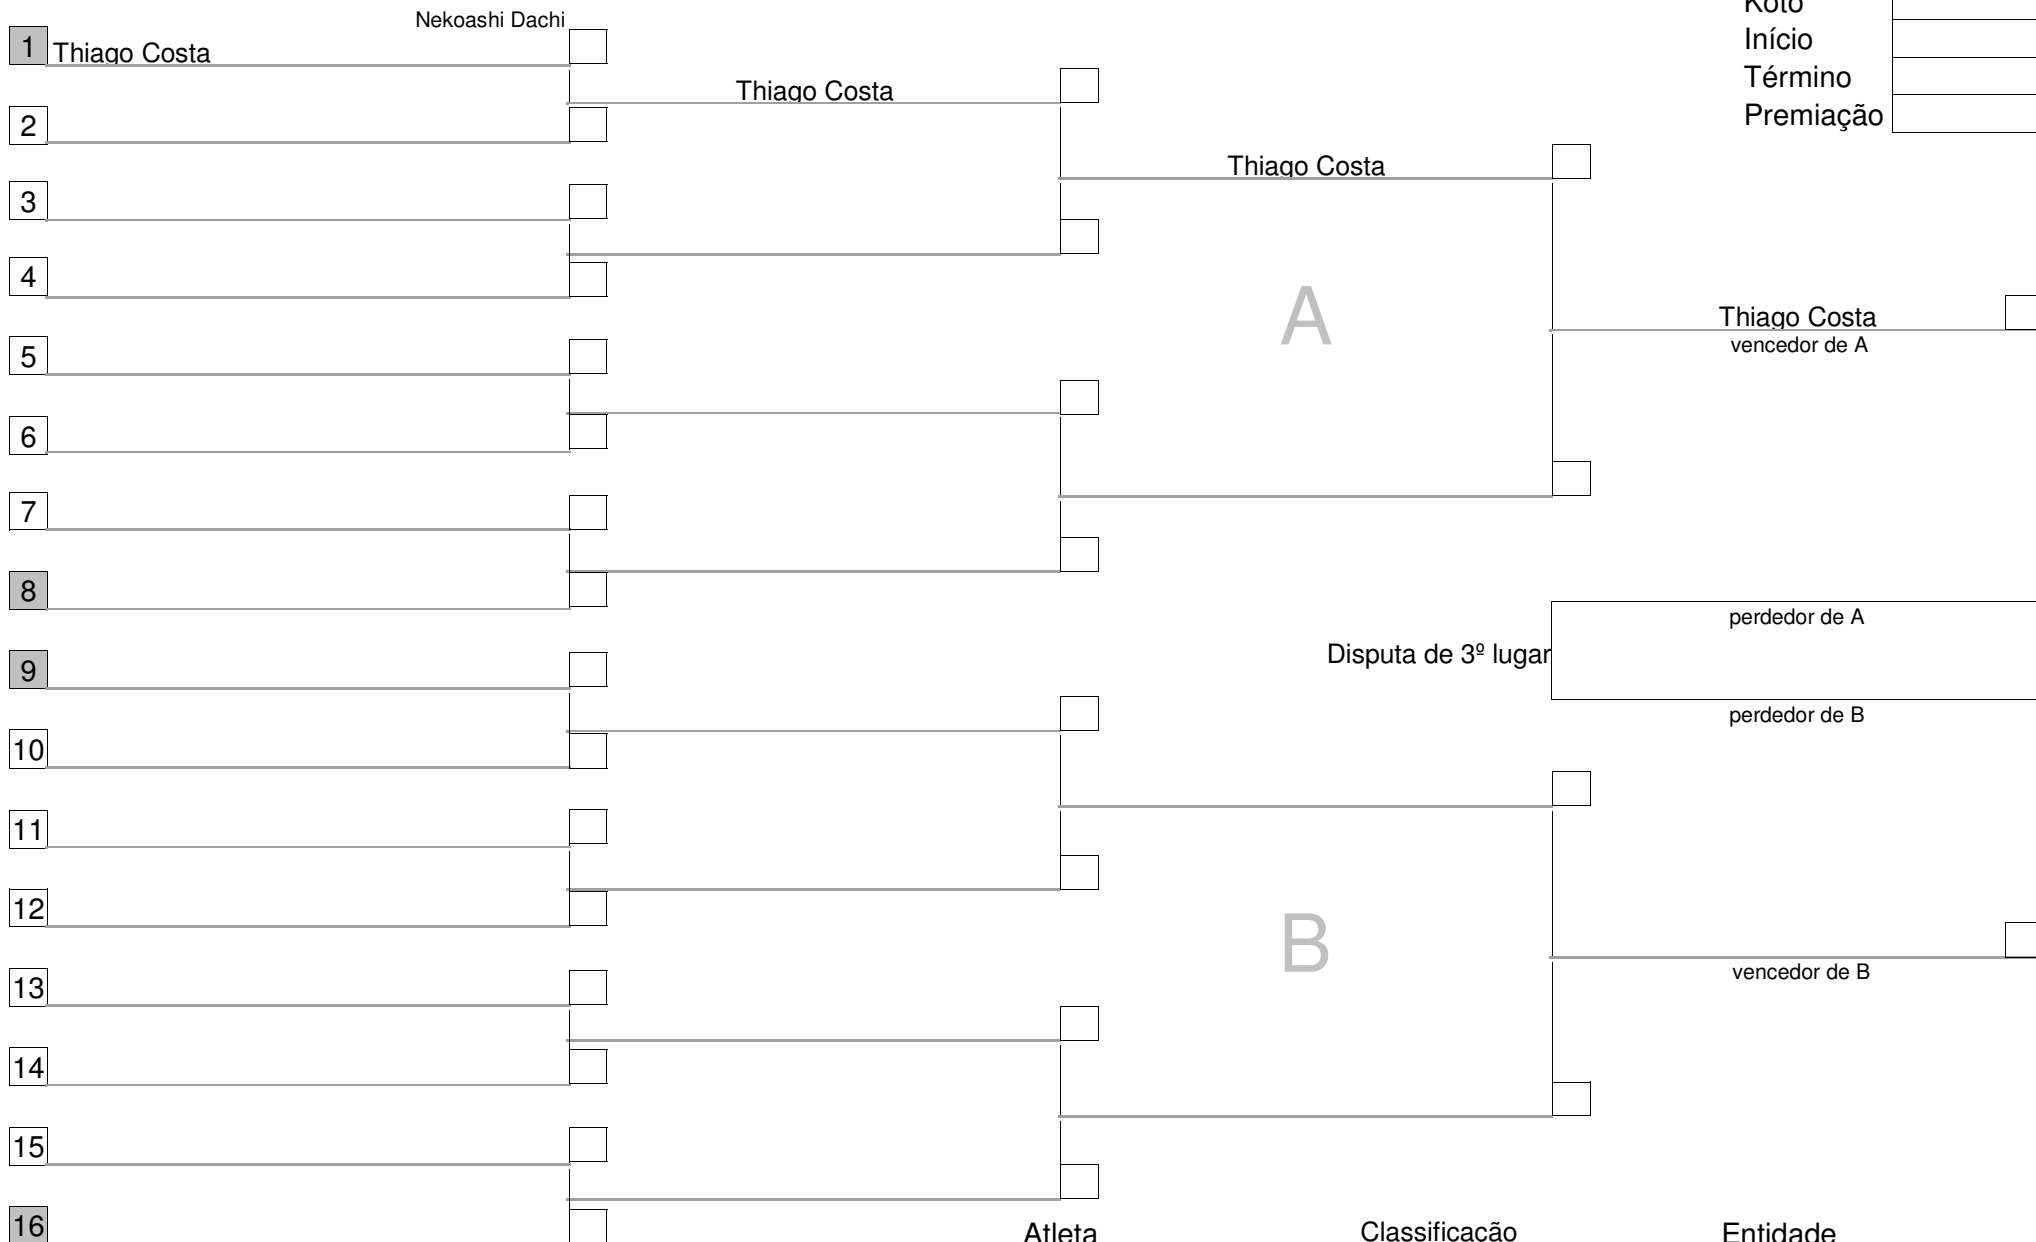 Koto
Nekoashi Dachi
1 Thiago Costa
Início
Término
Thiago Costa
Premiação
2
Thiago Costa
3
4
A
Thiago Costa
vencedor de A
5
6
7
8
perdedor de A
Disputa de 3º lugar
9
perdedor de B
10
11
12
B
vencedor de B
13
14
15
16
Atleta Classificação Entidade